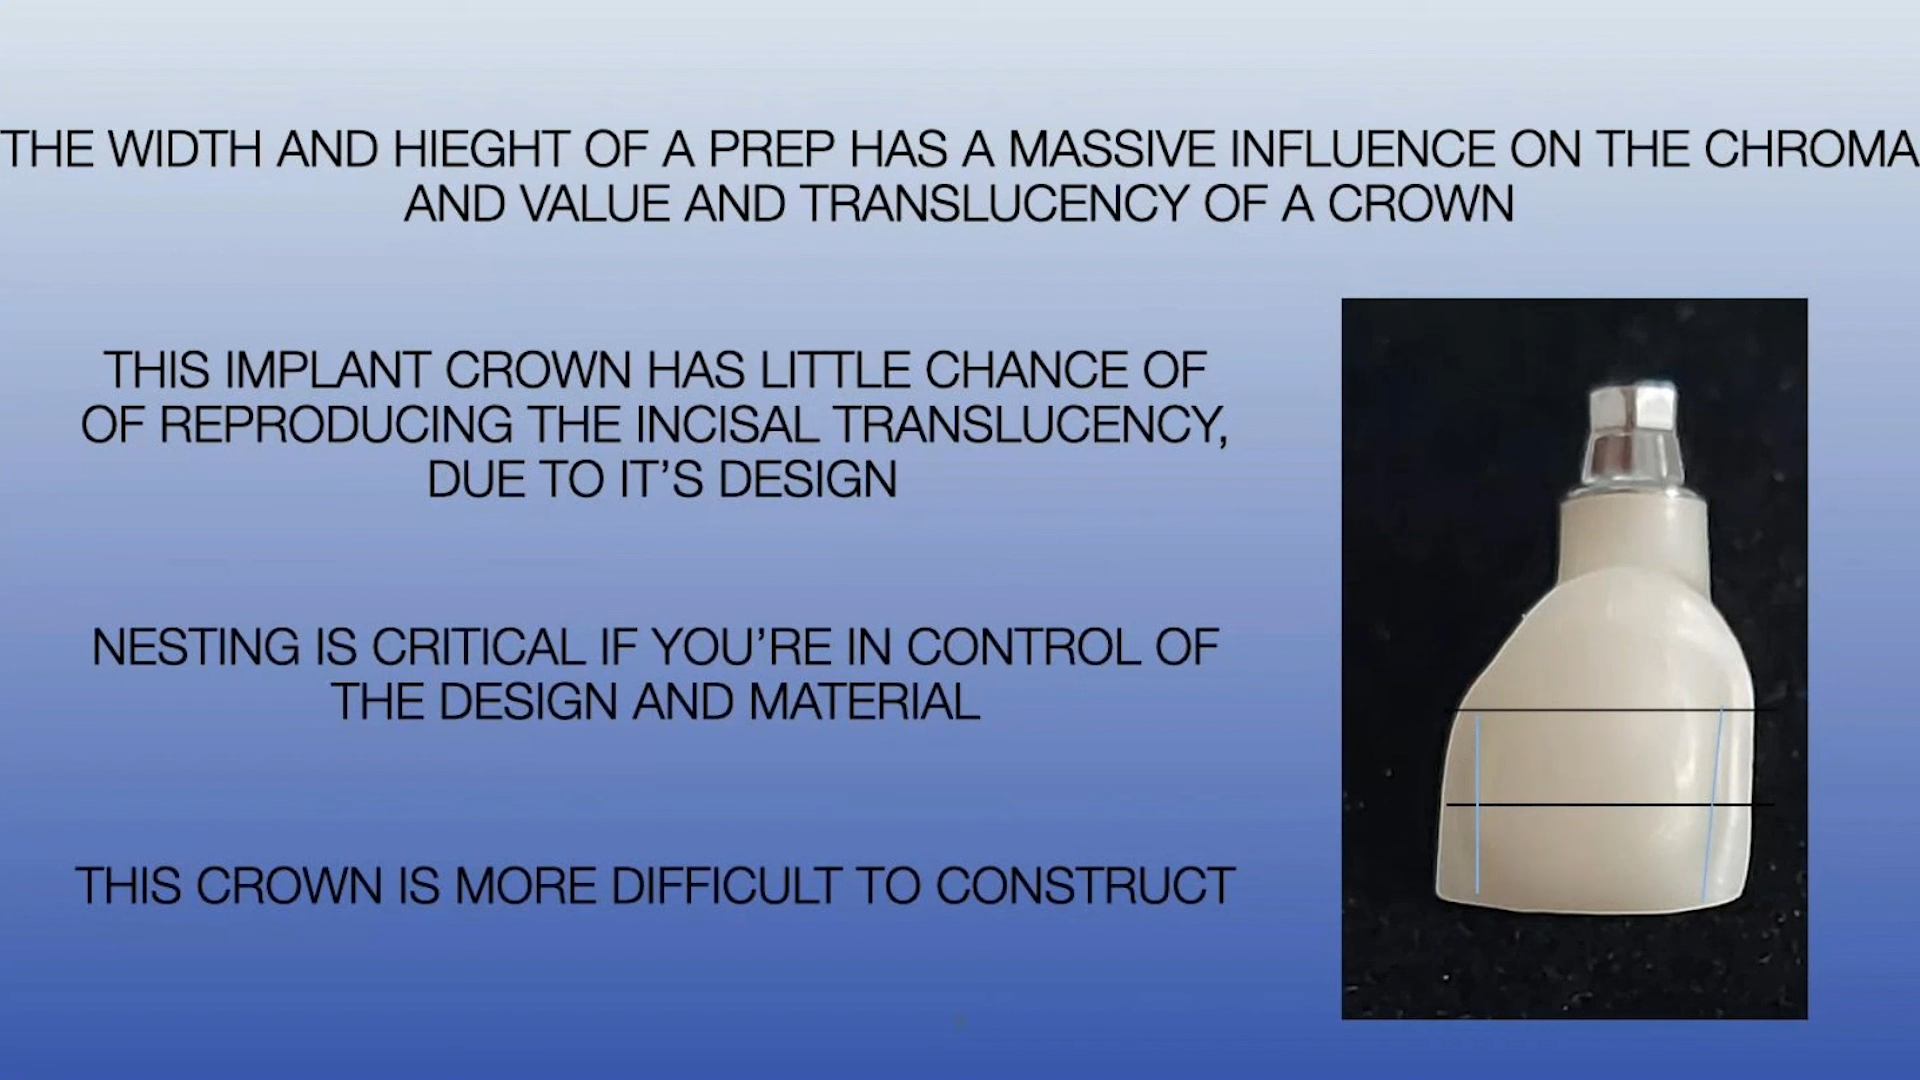 THE WIDTH AND HIEGHT OF A PREP HAS A MASSIVE INFLUENCE ON THE CHROMA
AND VALUE AND TRANSLUCENCY OF A CROWN
THIS IMPLANT CROWN HAS LITTLE CHANCE OF
OF REPRODUCING THE INCISAL TRANSLUCENCY,
DUE TO IT’S DESIGN
NESTING IS CRITICAL IF YOU’RE IN CONTROL OF
THE DESIGN AND MATERIAL
THIS CROWN IS MORE DIFFICULT TO CONSTRUCT